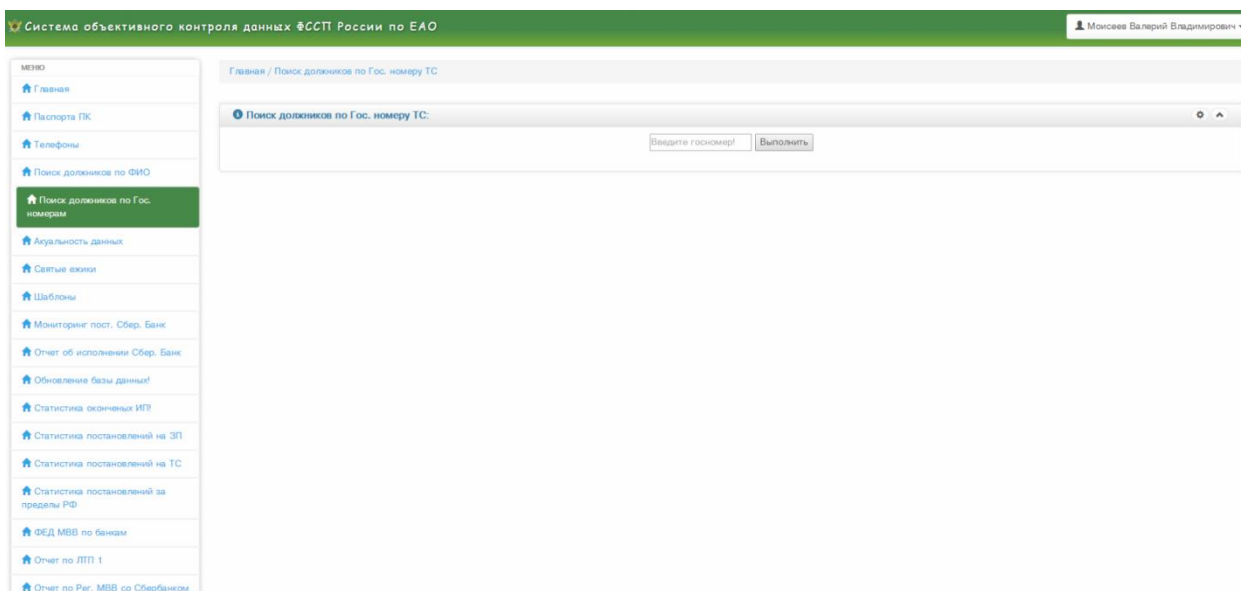 Система объективного контроля данных ФССП России по ЕАО
Моисеев Валерий Владимирович
МЕНЮ
Главная
Паспорта ПК
Телефоны
Поиск должников по ФИО
Поиск должников по Гос.
номерам
Акуальность данных
Святые ежики
Шаблоны
Мониторинг пост. Сбер. Банк
Отчет об исполнении Сбер. Банк
Обновление базы данных!
Статистика оконченых ИП!
Статистика постановлений на ЗП
Статистика постановлений на ТС
Статистика постановлений за
пределы РФ
ФЕД МВВ по банкам
Отчет по ЛТП 1
Отчет по Рег. МВВ со Сбербанком
Главная / Поиск должников по Гос. номеру ТС
Поиск должников по Гос. номеру ТС:
Введите госномер! Выполнить